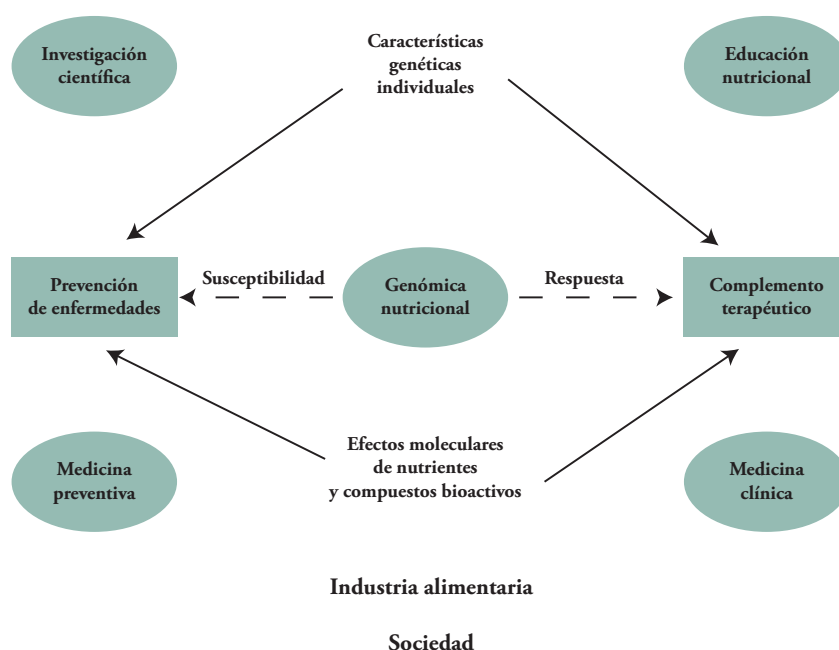 Investigación
científica
Características
genéticas
individuales
Educación
nutricional
Prevención
de enfermedades
Susceptibilidad
Genómica
nutricional
Respuesta
Complemento
terapéutico
Medicina
preventiva
Efectos moleculares
de nutrientes
y compuestos bioactivos
Medicina
clínica
Industria alimentaria
Sociedad